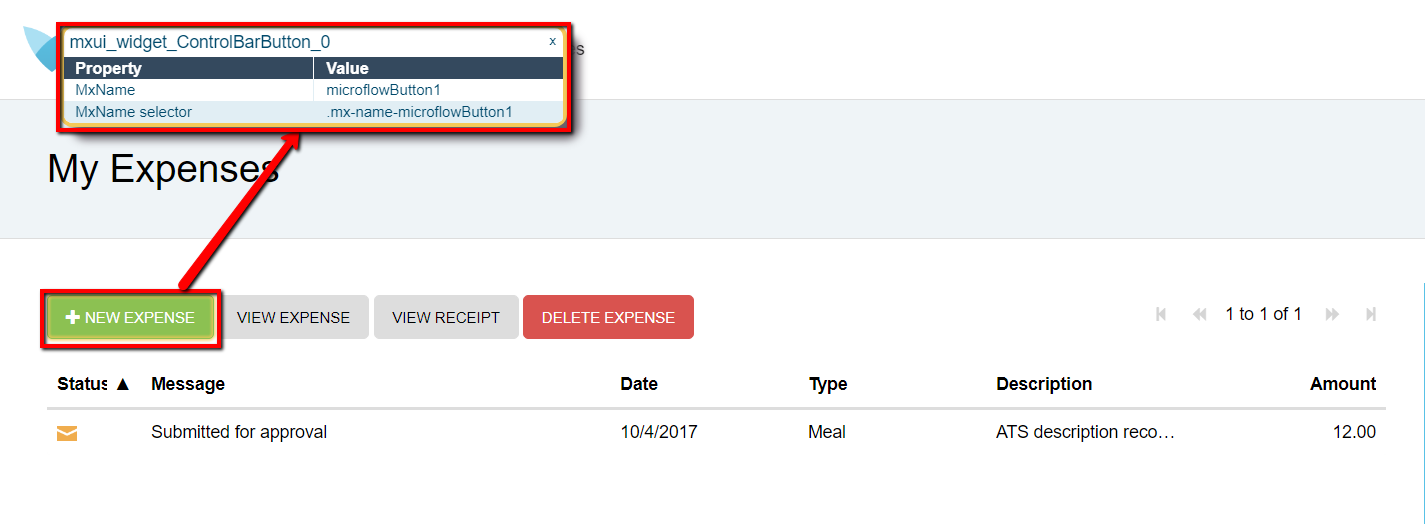 mxui_widget_ControlBarButton_0 x
Property Value
MxName microflowButton1
MxName selector .mx-name-microflowButton1
My Expenses
NEW EXPENSE VIEW EXPENSE VIEW RECEIPT DELETE EXPENSE 1 to 1 of 1
Status ▲ Message Date Type Description Amount
Submitted for approval 10/4/2017 Meal ATS description reco… 12.00